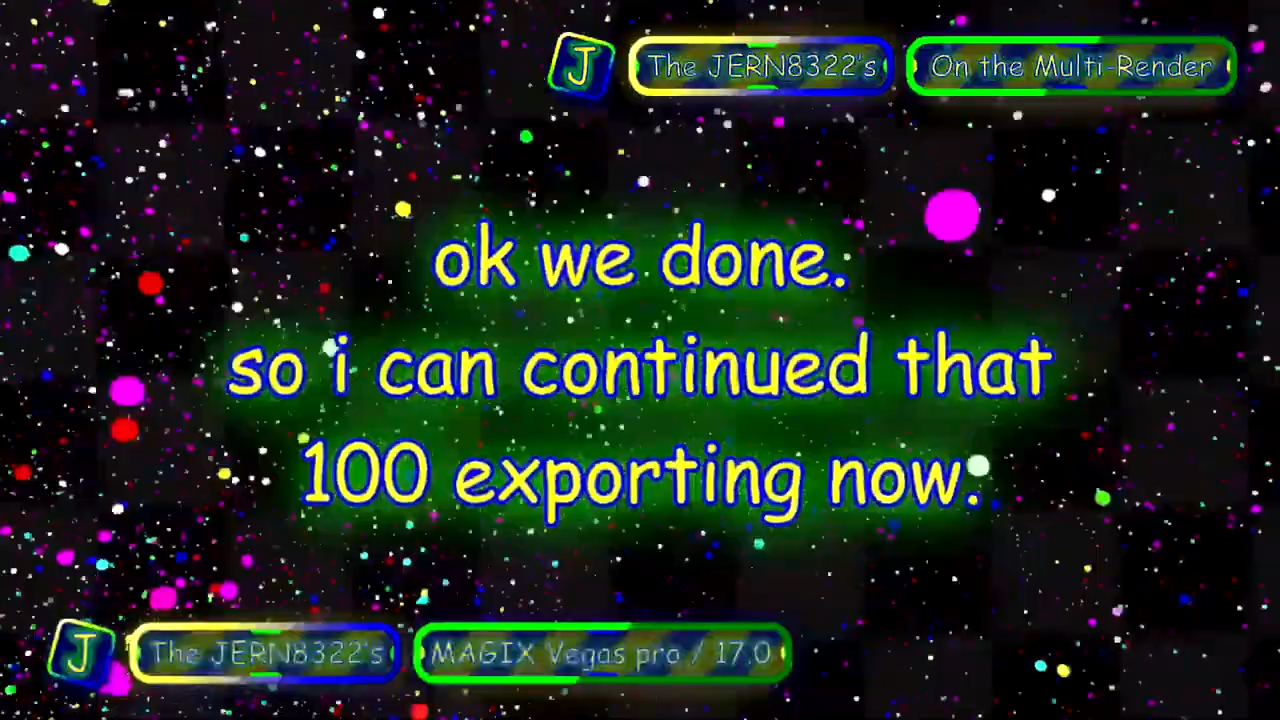 J The JERN8322's On the Multi-Render
ok we done.
so i can continued that
100 exporting now.
J The JERN8322's MAGIX Vegas pro / 17.0